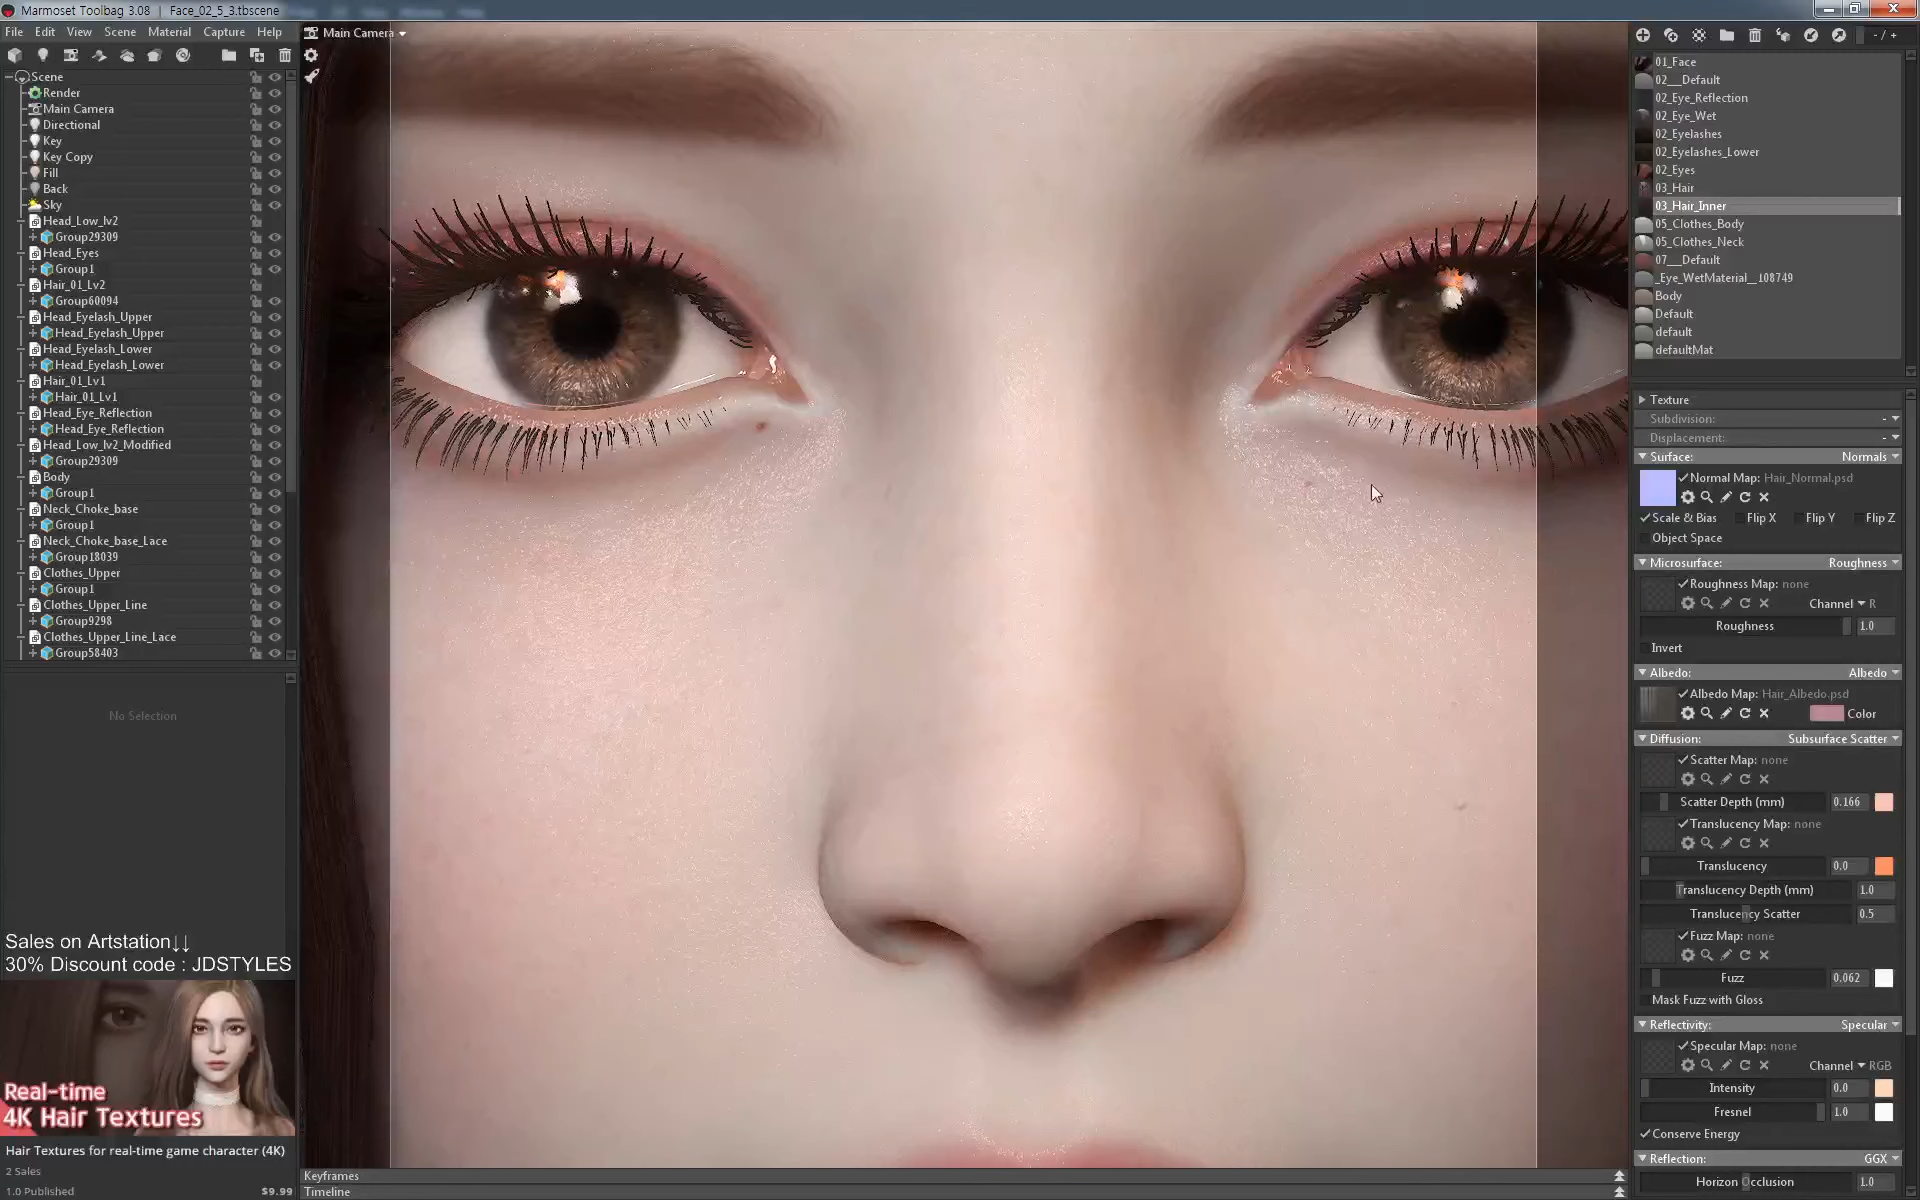 Marmoset Toolbag 3.08 | Face_02_5_3.tbscene
File Edit View Scene Material Capture Help
Main Camera
Scene
Render
Main Camera
Directional
Key
Key Copy
Fill
Back
Sky
Head_Low_lv2
Group29309
Head_Eyes
Group1
Hair_01_Lv2
Group60094
Head_Eyelash_Upper
Head_Eyelash_Upper
Head_Eyelash_Lower
Head_Eyelash_Lower
Hair_01_Lv1
Hair_01_Lv1
Head_Eye_Reflection
Head_Eye_Reflection
Head_Low_lv2_Modified
Group29309
Body
Group1
Neck_Choke_base
Group1
Neck_Choke_base_Lace
Group18039
Clothes_Upper
Group1
Clothes_Upper_Line
Group9298
Clothes_Upper_Line_Lace
Group58403
No Selection
Sales on Artstation↓↓
30% Discount code : JDSTYLES
Real-time
4K Hair Textures
Hair Textures for real-time game character (4K)
2 Sales
1.0 Published $9.99
Keyframes
Timeline
- / +
01_Face
02___Default
02_Eye_Reflection
02_Eye_Wet
02_Eyelashes
02_Eyelashes_Lower
02_Eyes
03_Hair
03_Hair_Inner
05_Clothes_Body
05_Clothes_Neck
07___Default
_Eye_WetMaterial__108749
Body
Default
default
defaultMat
Texture
Subdivision: -
Displacement: -
Surface: Normals
Normal Map: Hair_Normal.psd
Scale & Bias Flip X Flip Y Flip Z
Object Space
Microsurface: Roughness
Roughness Map: none
Channel R
Roughness 1.0
Invert
Albedo: Albedo
Albedo Map: Hair_Albedo.psd
Color
Diffusion: Subsurface Scatter
Scatter Map: none
Scatter Depth (mm) 0.166
Translucency Map: none
Translucency 0.0
Translucency Depth (mm) 1.0
Translucency Scatter 0.5
Fuzz Map: none
Fuzz 0.062
Mask Fuzz with Gloss
Reflectivity: Specular
Specular Map: none
Channel RGB
Intensity 0.0
Fresnel 1.0
Conserve Energy
Reflection: GGX
Horizon Occlusion 1.0